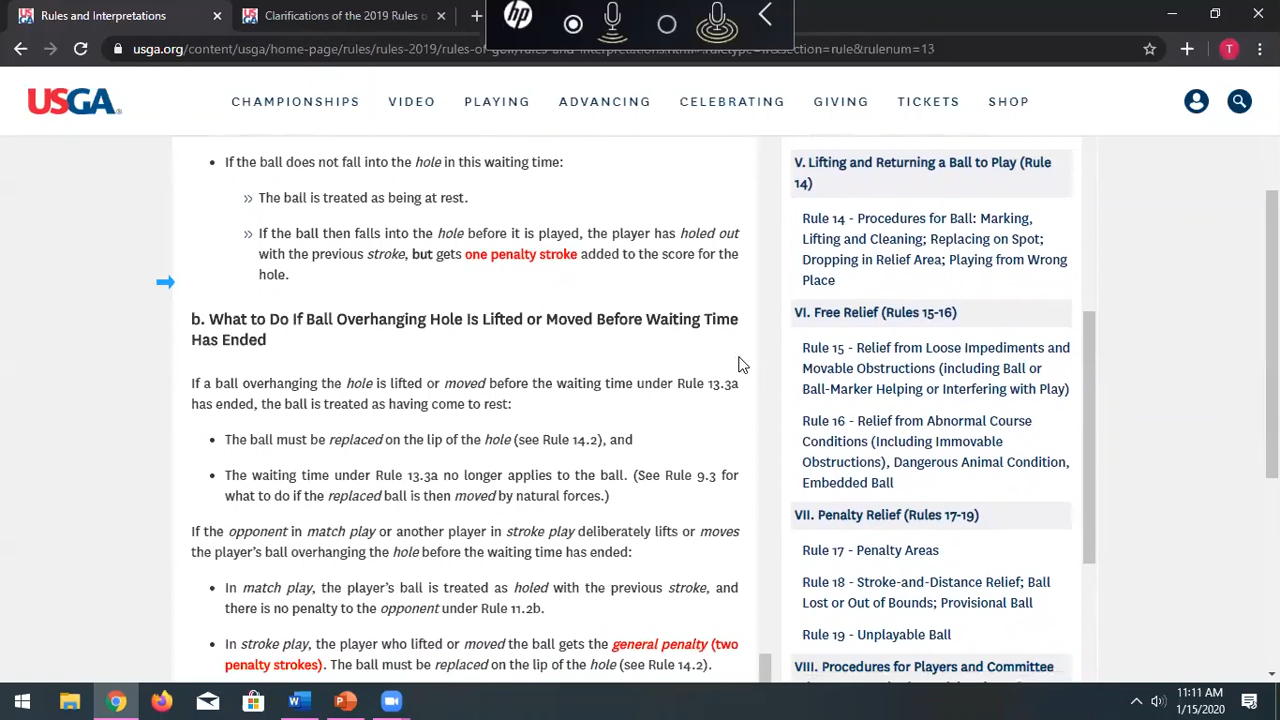 Rules and Interpretations
Clarifications of the 2019 Rules o
hp
usga.org/content/usga/home-page/rules/rules-2019/rules-of-golf/rules-and-interpretations.html
section=rule&rulenum=13
T
USGA
CHAMPIONSHIPS VIDEO PLAYING ADVANCING CELEBRATING GIVING TICKETS SHOP
• If the ball does not fall into the hole in this waiting time:
» The ball is treated as being at rest.
» If the ball then falls into the hole before it is played, the player has holed out
with the previous stroke, but gets one penalty stroke added to the score for the
hole.
b. What to Do If Ball Overhanging Hole Is Lifted or Moved Before Waiting Time
Has Ended
If a ball overhanging the hole is lifted or moved before the waiting time under Rule 13.3a
has ended, the ball is treated as having come to rest:
• The ball must be replaced on the lip of the hole (see Rule 14.2), and
• The waiting time under Rule 13.3a no longer applies to the ball. (See Rule 9.3 for
what to do if the replaced ball is then moved by natural forces.)
If the opponent in match play or another player in stroke play deliberately lifts or moves
the player's ball overhanging the hole before the waiting time has ended:
• In match play, the player's ball is treated as holed with the previous stroke, and
there is no penalty to the opponent under Rule 11.2b.
• In stroke play, the player who lifted or moved the ball gets the general penalty (two
penalty strokes). The ball must be replaced on the lip of the hole (see Rule 14.2).
V. Lifting and Returning a Ball to Play (Rule
14)
Rule 14 - Procedures for Ball: Marking,
Lifting and Cleaning; Replacing on Spot;
Dropping in Relief Area; Playing from Wrong
Place
VI. Free Relief (Rules 15-16)
Rule 15 - Relief from Loose Impediments and
Movable Obstructions (including Ball or
Ball-Marker Helping or Interfering with Play)
Rule 16 - Relief from Abnormal Course
Conditions (Including Immovable
Obstructions), Dangerous Animal Condition,
Embedded Ball
VII. Penalty Relief (Rules 17-19)
Rule 17 - Penalty Areas
Rule 18 - Stroke-and-Distance Relief; Ball
Lost or Out of Bounds; Provisional Ball
Rule 19 - Unplayable Ball
VIII. Procedures for Players and Committee
11:11 AM
1/15/2020